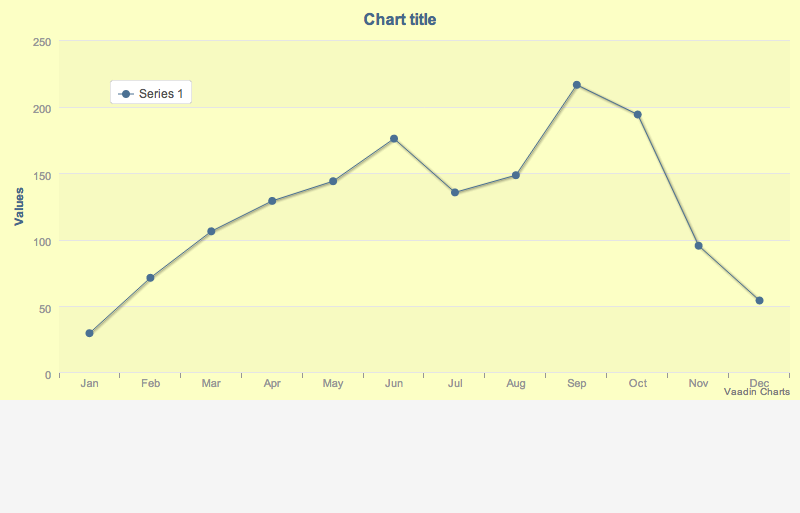 Chart title
Series 1
Values
250
200
150
100
50
0
Jan Feb Mar Apr May Jun Jul Aug Sep Oct Nov Dec
Vaadin Charts